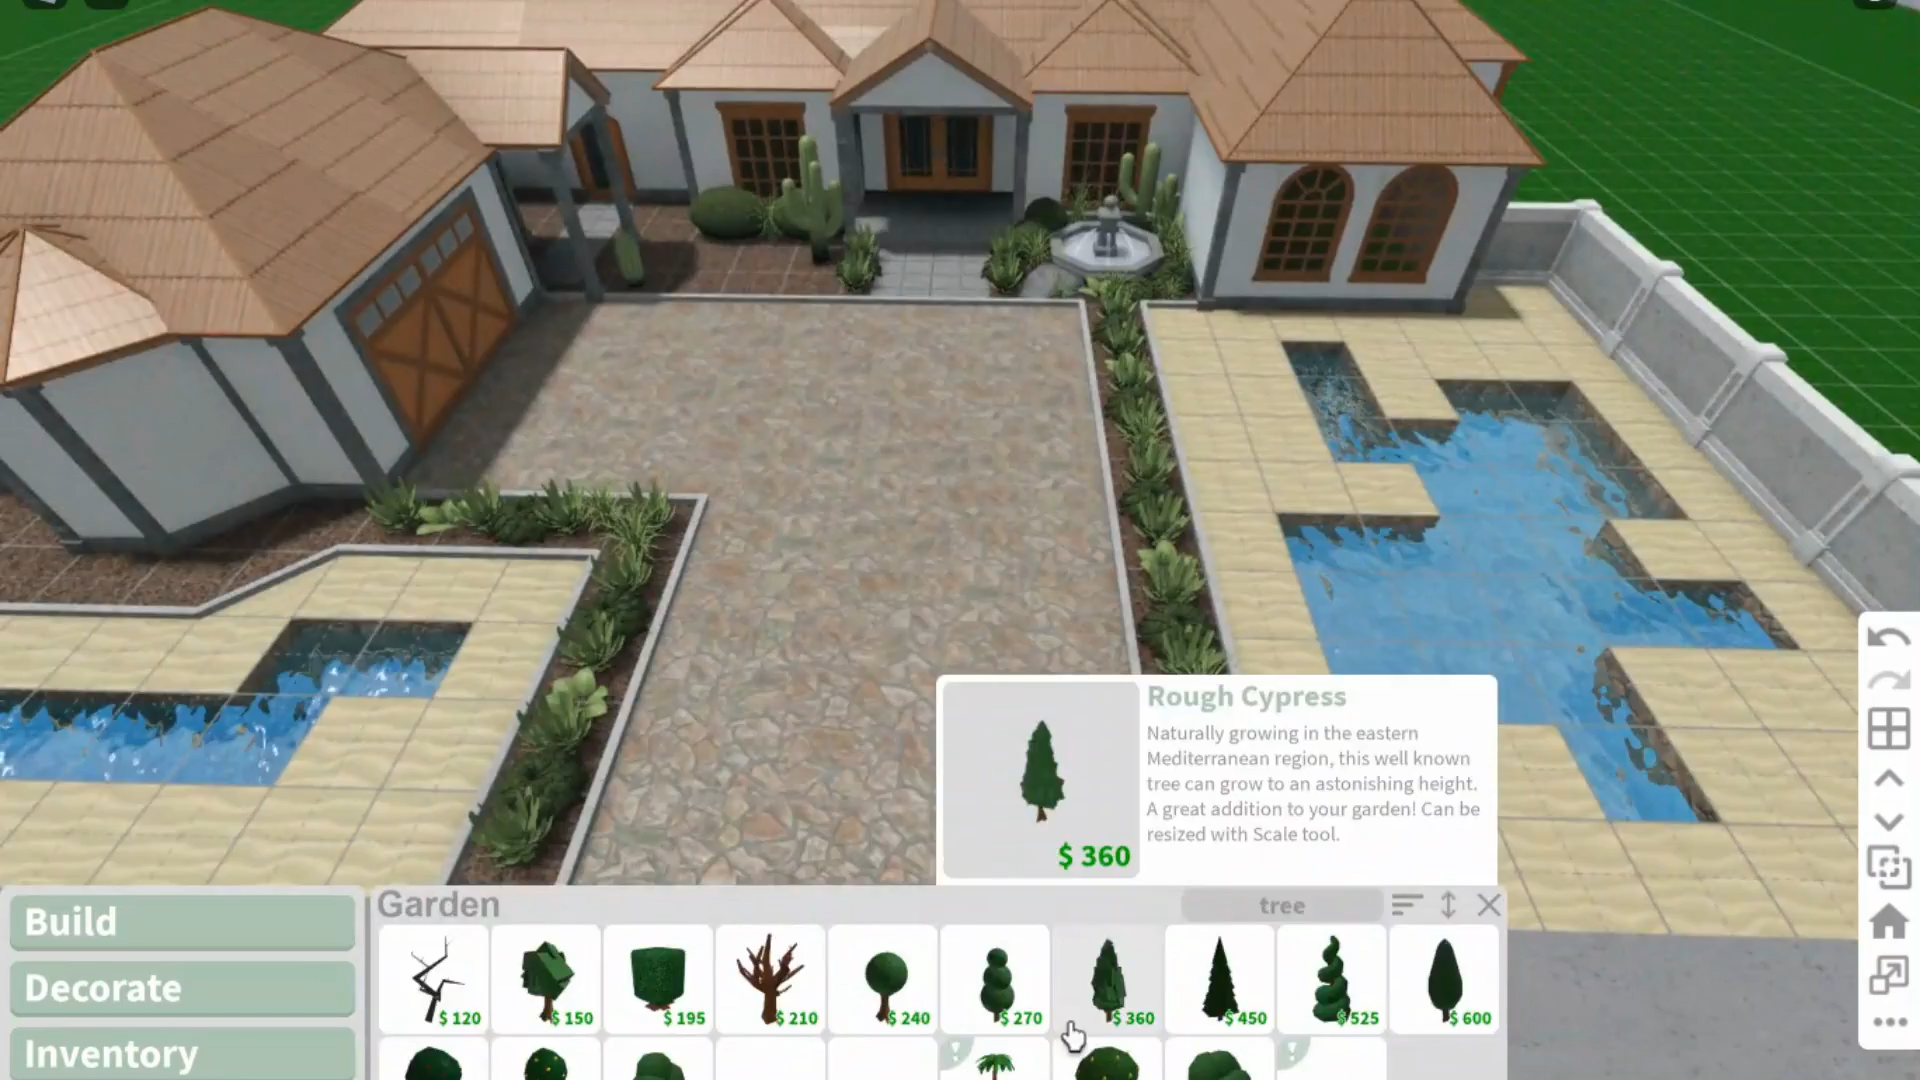 Rough Cypress
Naturally growing in the eastern
Mediterranean region, this well known
tree can grow to an astonishing height.
A great addition to your garden! Can be
resized with Scale tool.
$ 360
Garden
tree
Build
Decorate
Inventory
$ 120
$ 150
$ 195
$ 210
$ 240
$ 270
$ 360
$ 450
$ 525
$ 600